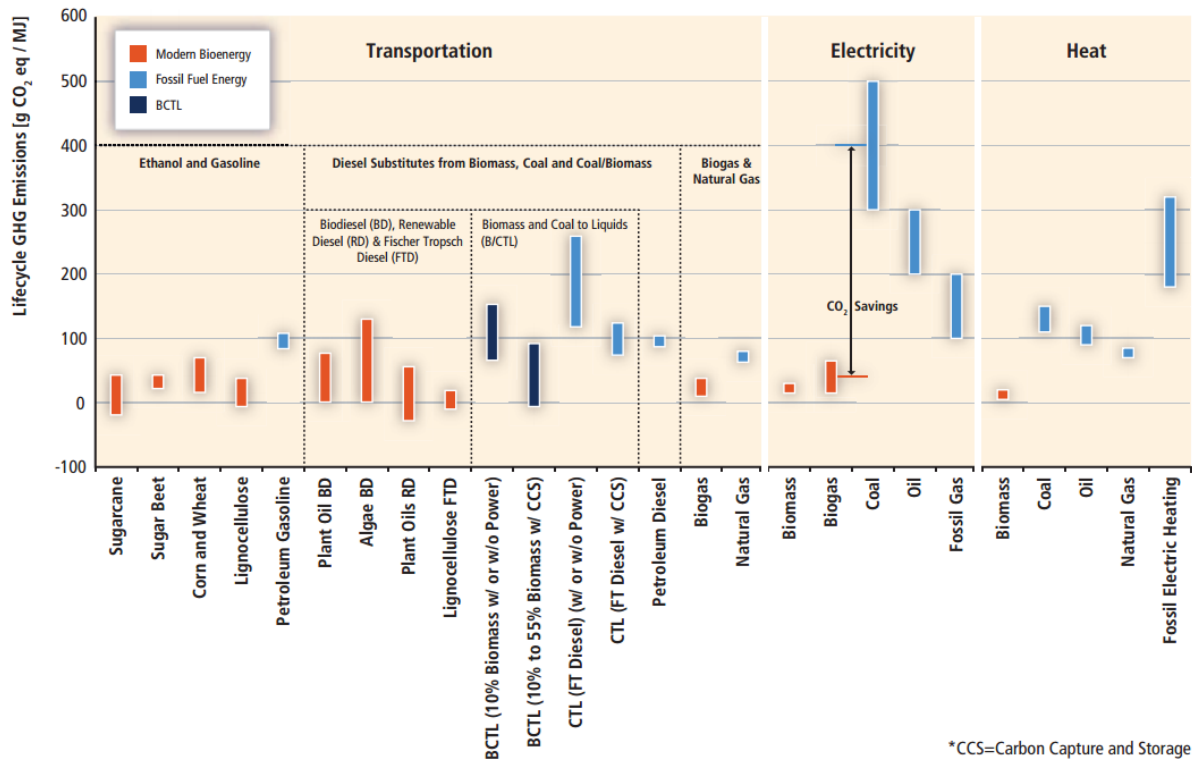 Lifecycle GHG Emissions [g CO2 eq / MJ]
600
500
400
300
200
100
0
-100
Modern Bioenergy
Fossil Fuel Energy
BCTL
Transportation
Electricity
Heat
Ethanol and Gasoline
Diesel Substitutes from Biomass, Coal and Coal/Biomass
Biogas &
Natural Gas
Biodiesel (BD), Renewable
Diesel (RD) & Fischer Tropsch
Diesel (FTD)
Biomass and Coal to Liquids
(B/CTL)
CO2 Savings
Sugarcane
Sugar Beet
Corn and Wheat
Lignocellulose
Petroleum Gasoline
Plant Oil BD
Algae BD
Plant Oils RD
Lignocellulose FTD
BCTL (10% Biomass w/ or w/o Power)
BCTL (10% to 55% Biomass w/ CCS)
CTL (FT Diesel) (w/ or w/o Power)
CTL (FT Diesel w/ CCS)
Petroleum Diesel
Biogas
Natural Gas
Biomass
Biogas
Coal
Oil
Fossil Gas
Biomass
Coal
Oil
Natural Gas
Fossil Electric Heating
*CCS=Carbon Capture and Storage